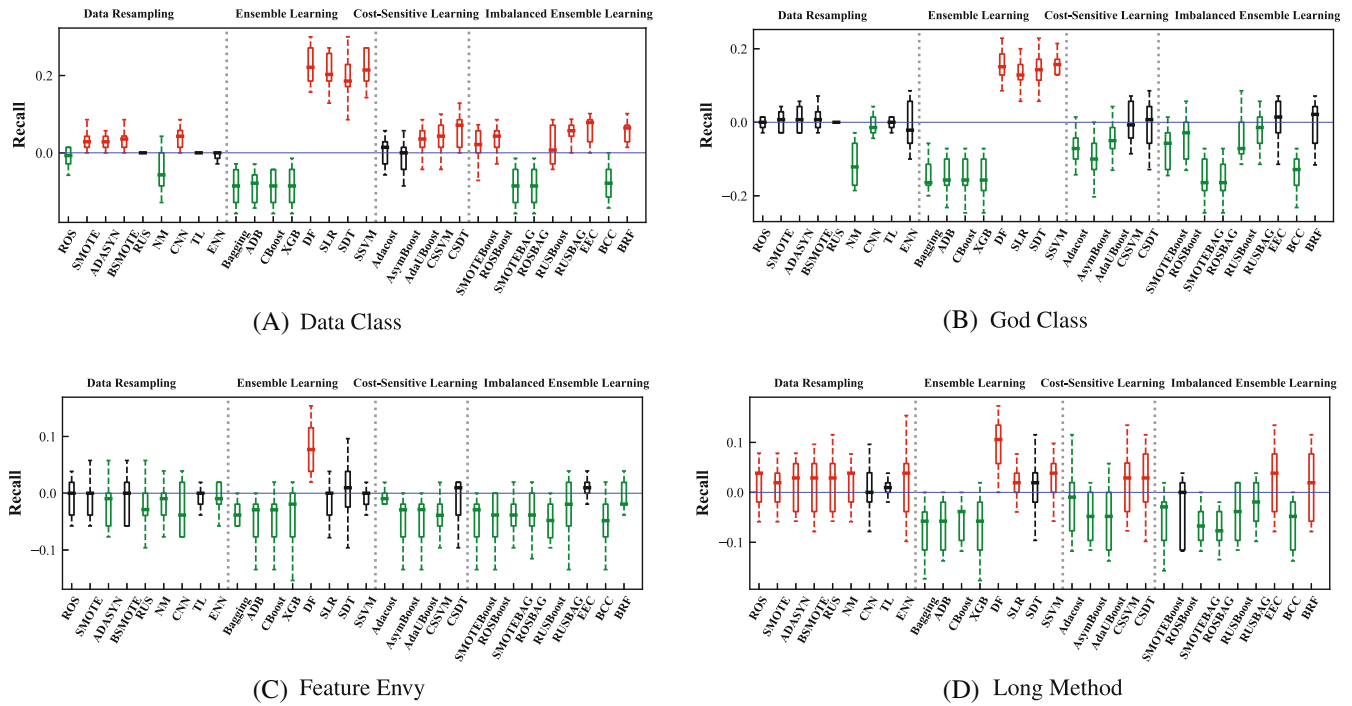 Data Resampling Ensemble Learning Cost-Sensitive Learning Imbalanced Ensemble Learning
Recall
0.2
0.0
ROS SMOTE ADASYN BSMOTE RUS NM CNN TL ENN Bagging ADB CBoost XGB DF SLR SDT SSVM Adacost AsymBoost AdaUBoost CSSVM CSDT SMOTEBoost ROSBoost SMOTEBAG ROSBAG RUSBoost RUSBAG EEC BCC BRF
(A) Data Class
Data Resampling Ensemble Learning Cost-Sensitive Learning Imbalanced Ensemble Learning
Recall
0.2
0.0
−0.2
ROS SMOTE ADASYN BSMOTE RUS NM CNN TL ENN Bagging ADB CBoost XGB DF SLR SDT SSVM Adacost AsymBoost AdaUBoost CSSVM CSDT SMOTEBoost ROSBoost SMOTEBAG ROSBAG RUSBoost RUSBAG EEC BCC BRF
(B) God Class
Data Resampling Ensemble Learning Cost-Sensitive Learning Imbalanced Ensemble Learning
Recall
0.1
0.0
−0.1
ROS SMOTE ADASYN BSMOTE RUS NM CNN TL ENN Bagging ADB CBoost XGB DF SLR SDT SSVM Adacost AsymBoost AdaUBoost CSSVM CSDT SMOTEBoost ROSBoost SMOTEBAG ROSBAG RUSBoost RUSBAG EEC BCC BRF
(C) Feature Envy
Data Resampling Ensemble Learning Cost-Sensitive Learning Imbalanced Ensemble Learning
Recall
0.1
0.0
−0.1
ROS SMOTE ADASYN BSMOTE RUS NM CNN TL ENN Bagging ADB CBoost XGB DF SLR SDT SSVM Adacost AsymBoost AdaUBoost CSSVM CSDT SMOTEBoost ROSBoost SMOTEBAG ROSBAG RUSBoost RUSBAG EEC BCC BRF
(D) Long Method